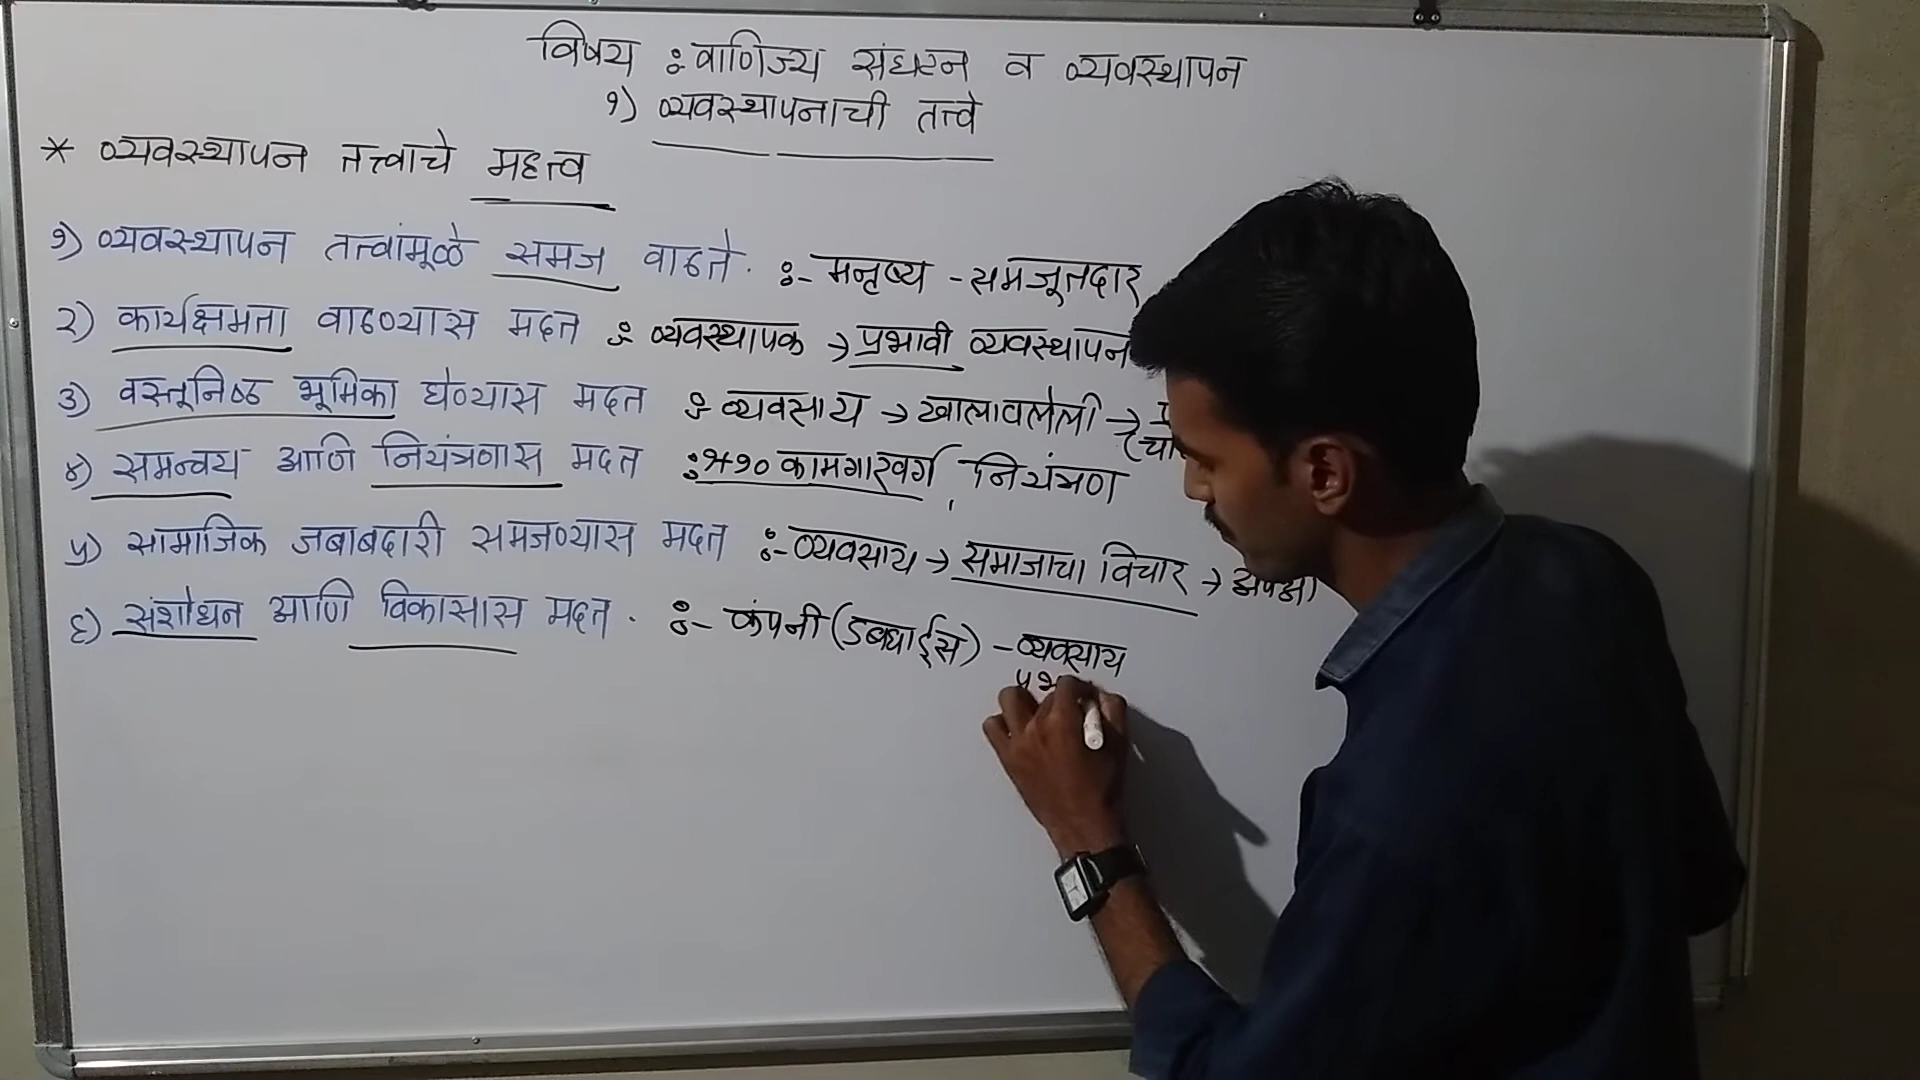 विषय : वाणिज्य संघटन व व्यवस्थापन
१) व्यवस्थापनाची तत्त्वे
* व्यवस्थापन तत्त्वाचे महत्व
१) व्यवस्थापन तत्त्वांमूळे समज वाढते. :- मनुष्य - समजूतदार
२) कार्यक्षमता वाढण्यास मदत :- व्यवस्थापक → प्रभावी व्यवस्थापन
३) वस्तूनिष्ठ भूमिका घेण्यास मदत :- व्यवसाय → खालावलेली →
४) समन्वय आणि नियंत्रणास मदत :- कामगारवर्ग, नियंत्रण
५) सामाजिक जबाबदारी समजण्यास मदत :- व्यवसाय → समाजाचा विचार → अपेक्षा
६) संशोधन आणि विकासास मदत. :- कंपनी - व्यवसाय